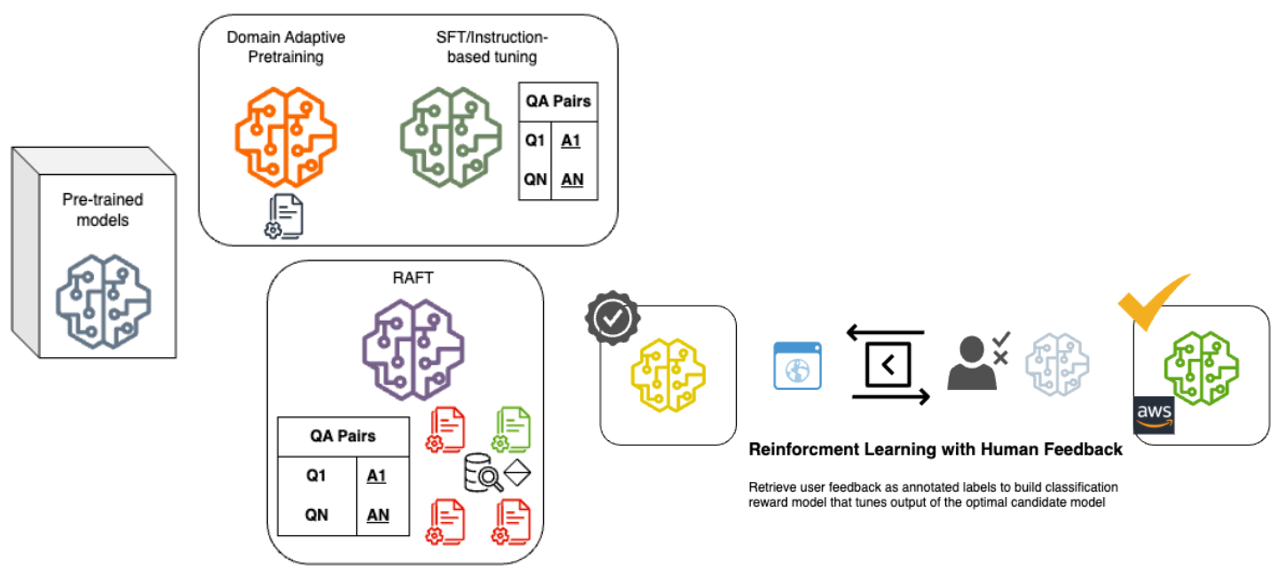 Domain Adaptive
Pretraining
SFT/Instruction-
based tuning
QA Pairs
Q1 A1
QN AN
Pre-trained
models
RAFT
QA Pairs
Q1 A1
QN AN
aws
Reinforcment Learning with Human Feedback
Retrieve user feedback as annotated labels to build classification
reward model that tunes output of the optimal candidate model